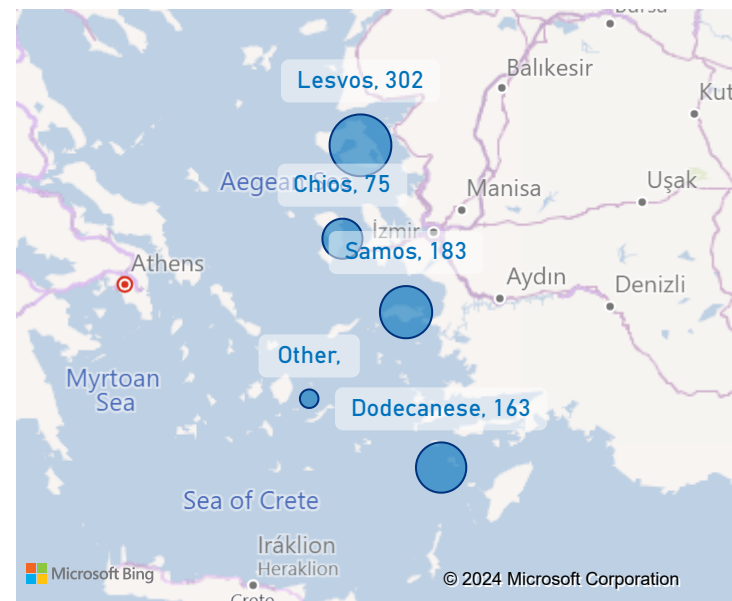 Bursa
Lesvos, 302
Balıkesir
Kut
Aegean Sea
Chios, 75
Manisa
Uşak
İzmir
Samos, 183
Athens
Aydın
Denizli
Other,
Myrtoan
Sea
Dodecanese, 163
Sea of Crete
Iráklion
Heraklion
Microsoft Bing
© 2024 Microsoft Corporation
Crete